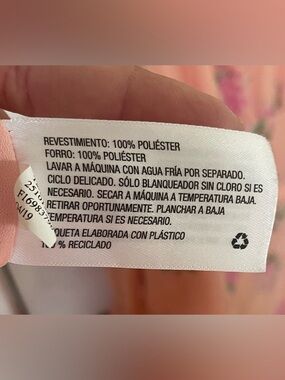 REVESTIMIENTO: 100% POLIÉSTER
FORRO: 100% POLIÉSTER
LAVAR A MÁQUINA CON AGUA FRÍA POR SEPARADO.
CICLO DELICADO. SÓLO BLANQUEADOR SIN CLORO SI ES
NECESARIO. SECAR A MÁQUINA A TEMPERATURA BAJA.
RETIRAR OPORTUNAMENTE. PLANCHAR A BAJA
TEMPERATURA SI ES NECESARIO.
ELABORADA CON PLÁSTICO
RECICLADO